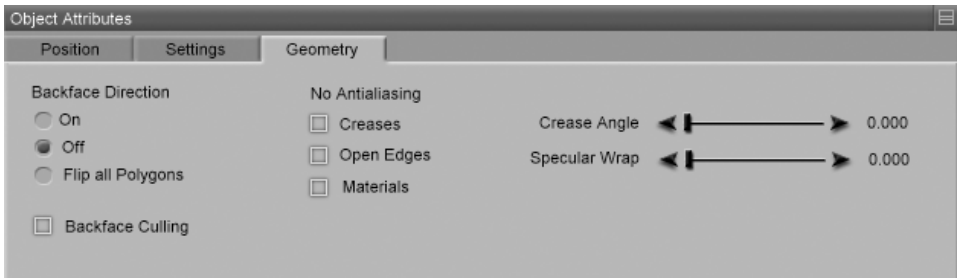 Object Attributes
Position Settings Geometry
Backface Direction
On
Off
Flip all Polygons
Backface Culling
No Antialiasing
Creases
Open Edges
Materials
Crease Angle 0.000
Specular Wrap 0.000